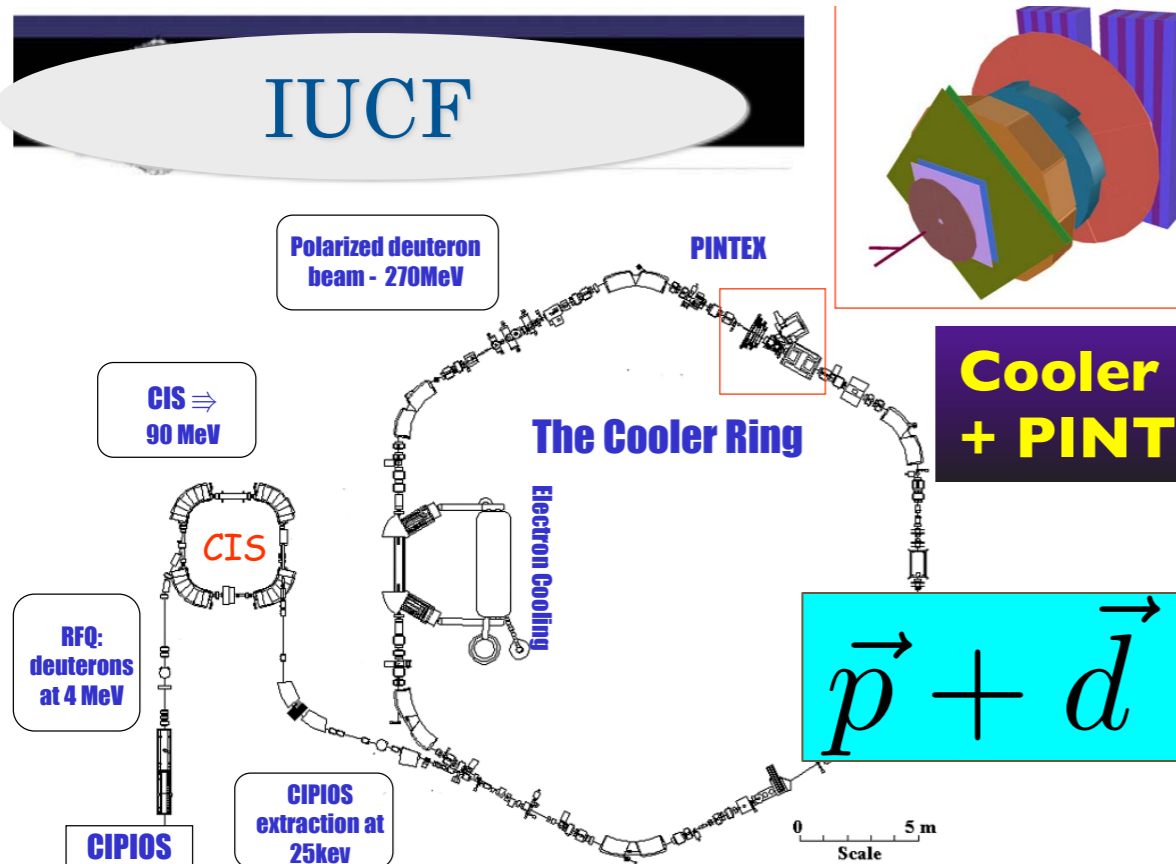 IUCF
Polarized deuteron
beam - 270MeV
PINTEX
Cooler
+ PINT
CIS ⇛
90 MeV
The Cooler Ring
Electron Cooling
CIS
RFQ:
deuterons
at 4 MeV
p⃗ + d⃗
CIPIOS
extraction at
25kev
CIPIOS
0 5 m
Scale